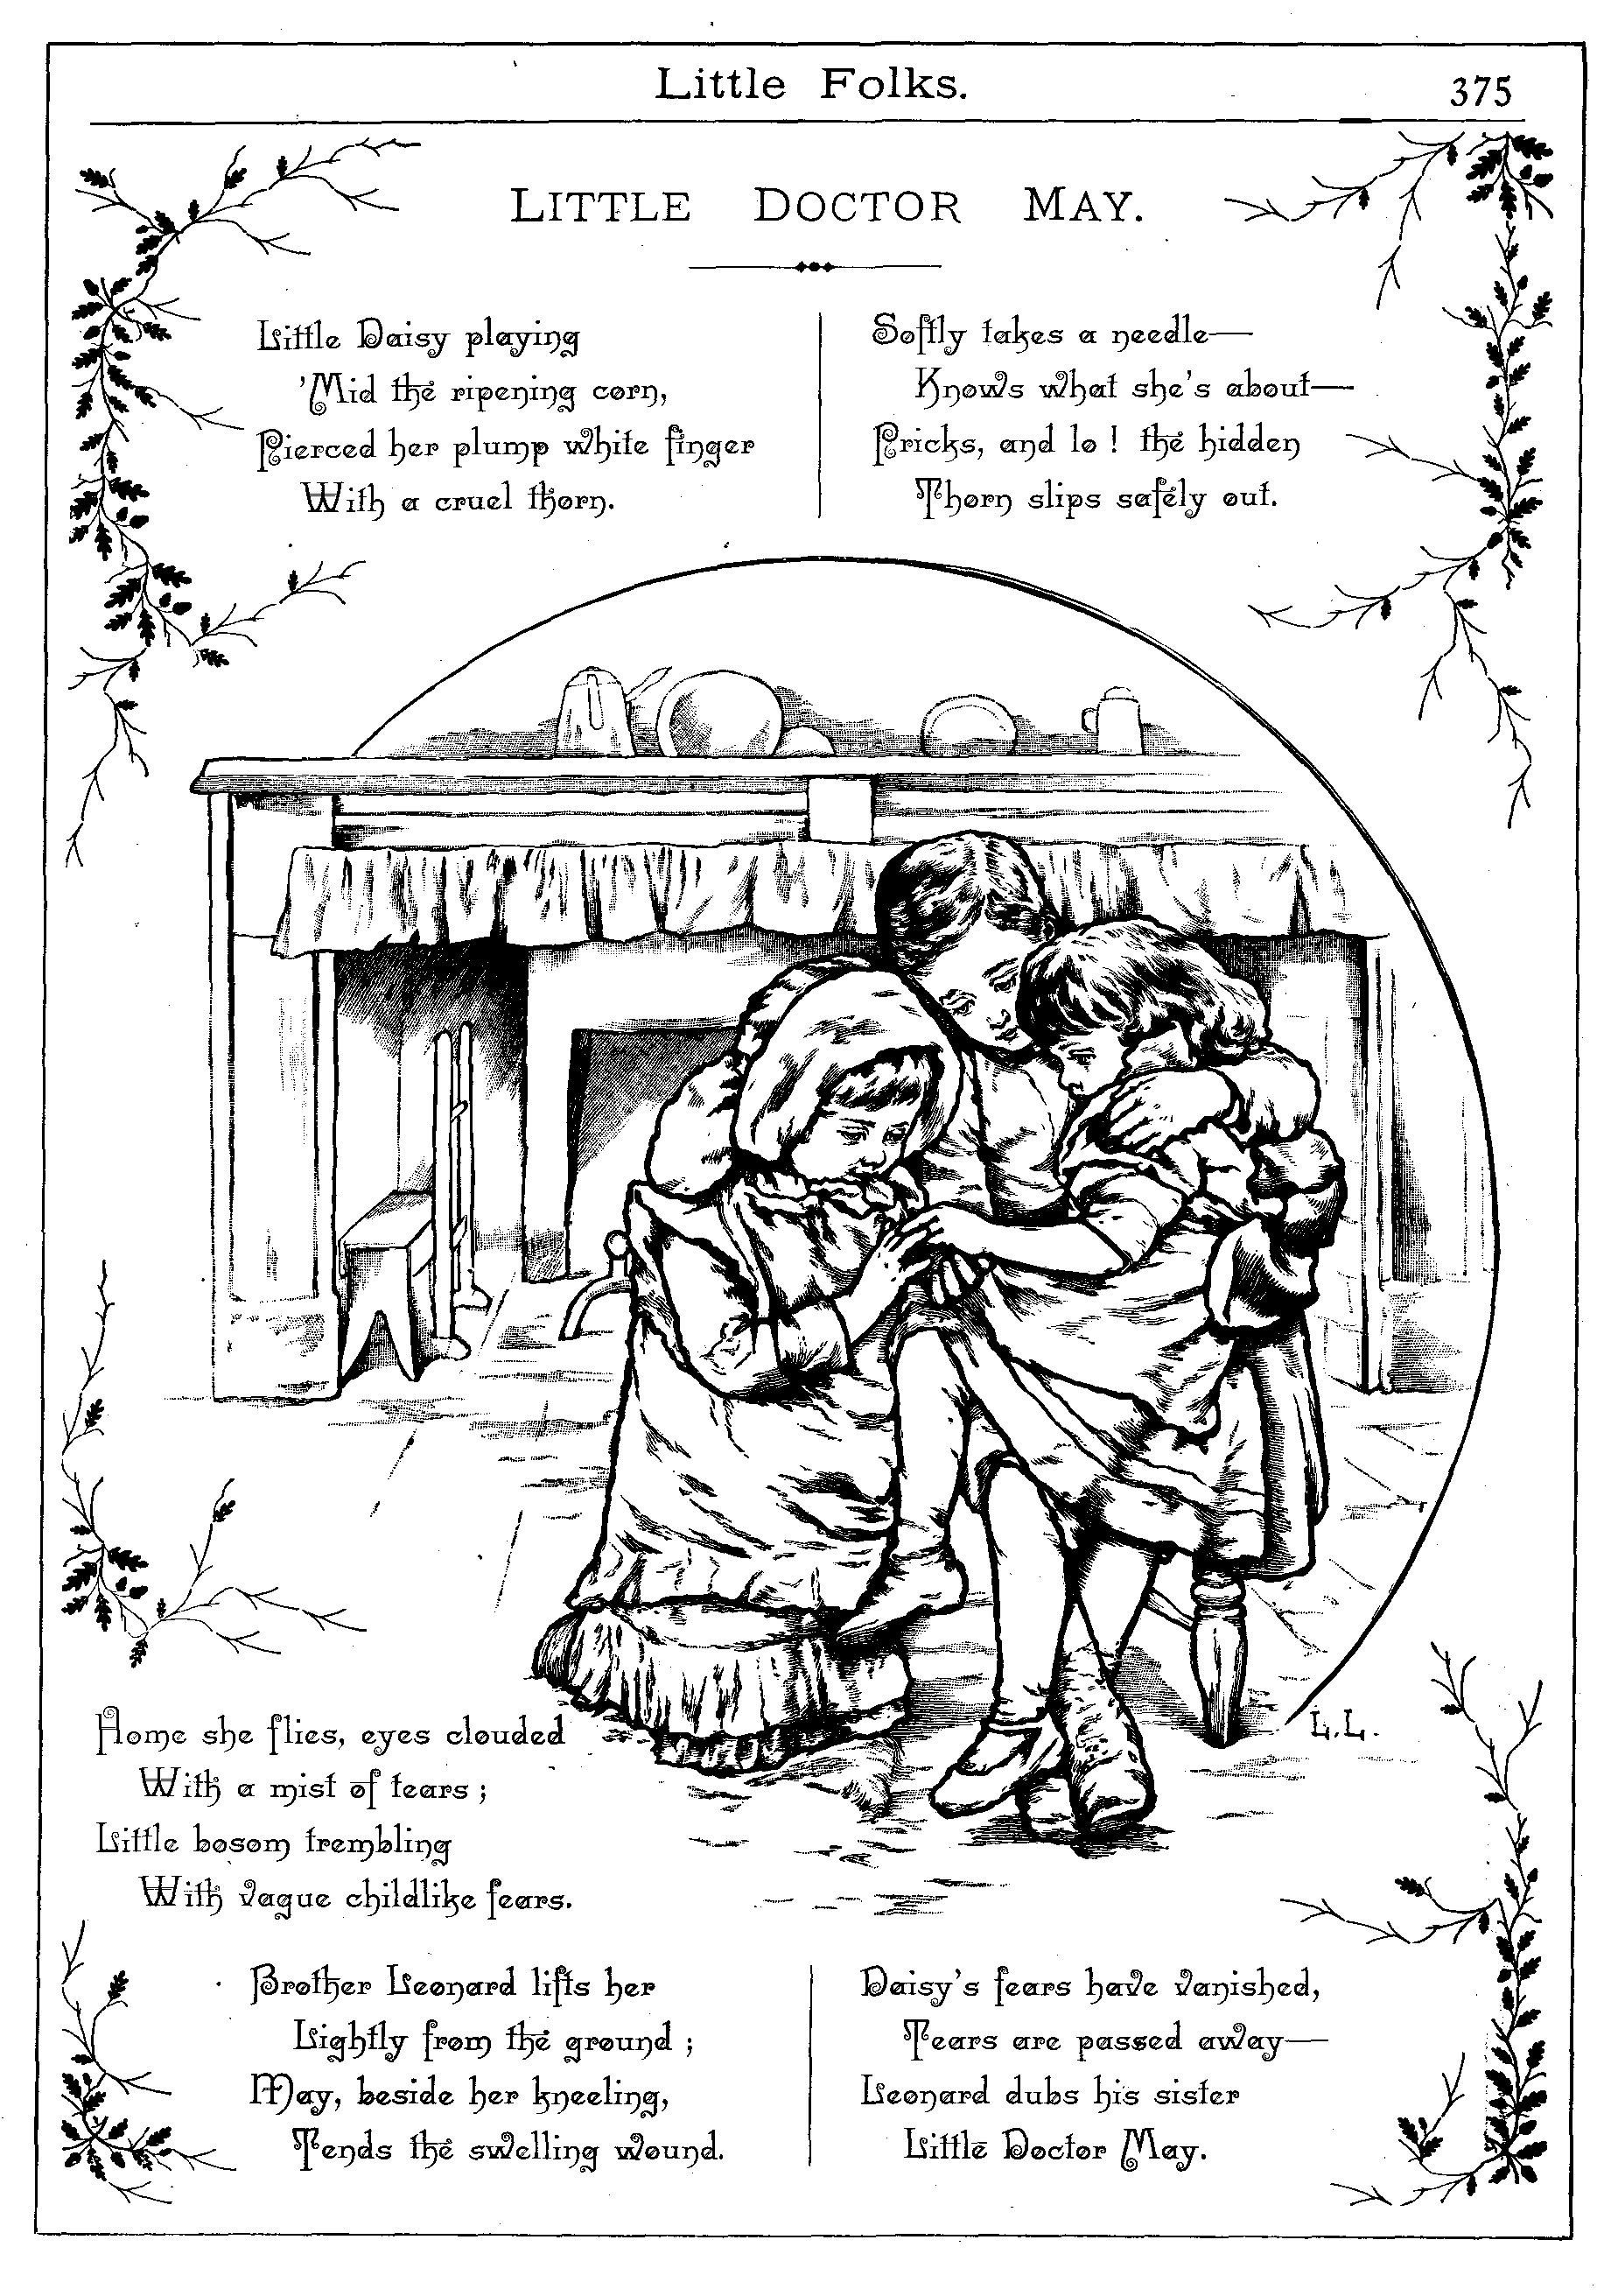 Little Folks.
375
LITTLE DOCTOR MAY.
Little Daisy playing
'Mid the ripening corn,
Pierced her plump white finger
With a cruel thorn.
Home she flies, eyes clouded
With a mist of tears ;
Little bosom trembling
With vague childlike fears.
Brother Leonard lifts her
Lightly from the ground ;
May, beside her kneeling,
Tends the swelling wound.
Softly takes a needle—
Knows what she's about—
Pricks, and lo ! the hidden
Thorn slips safely out.
L.L.
Daisy's fears have vanished,
Tears are passed away—
Leonard dubs his sister
Little Doctor May.